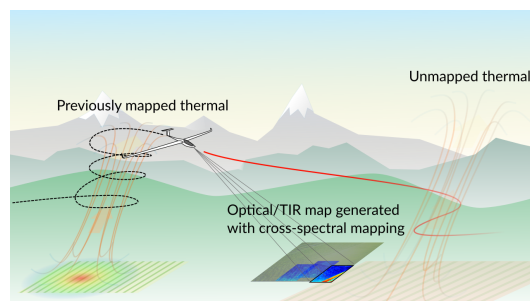 Unmapped thermal
Previously mapped thermal
Optical/TIR map generated
with cross-spectral mapping